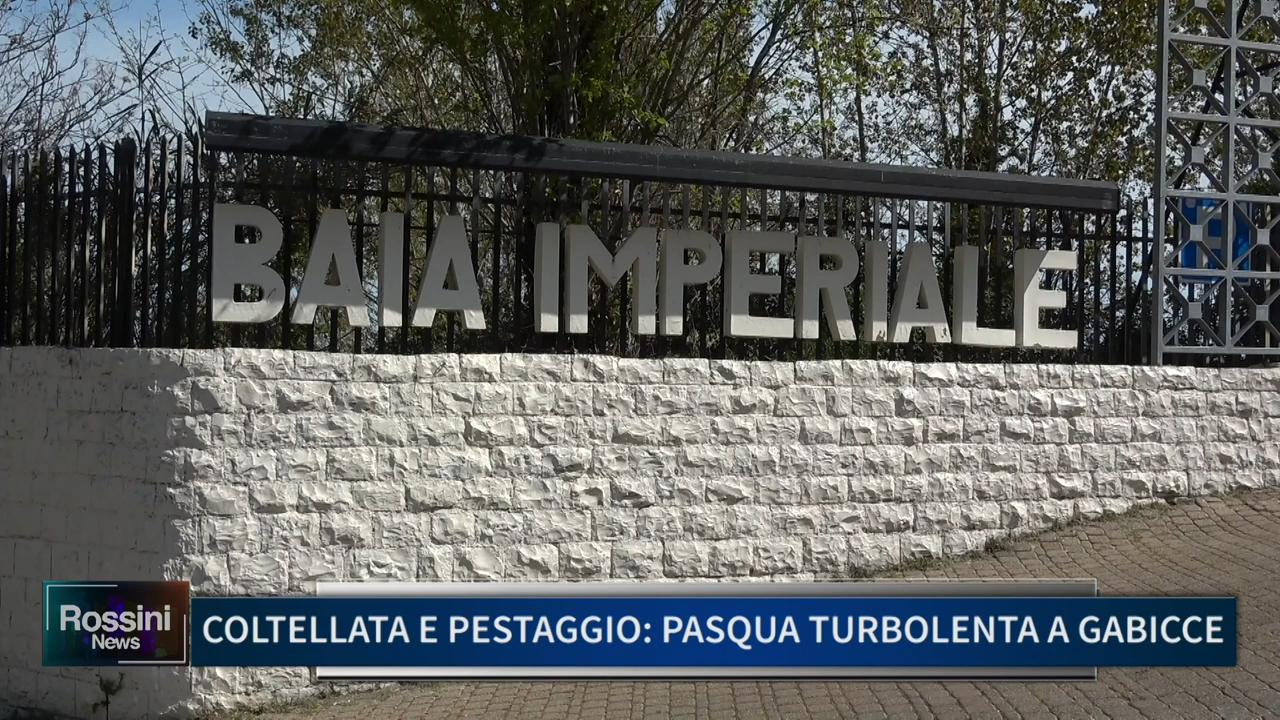 BAIA IMPERIALE
Rossini
News
COLTELLATA E PESTAGGIO: PASQUA TURBOLENTA A GABICCE